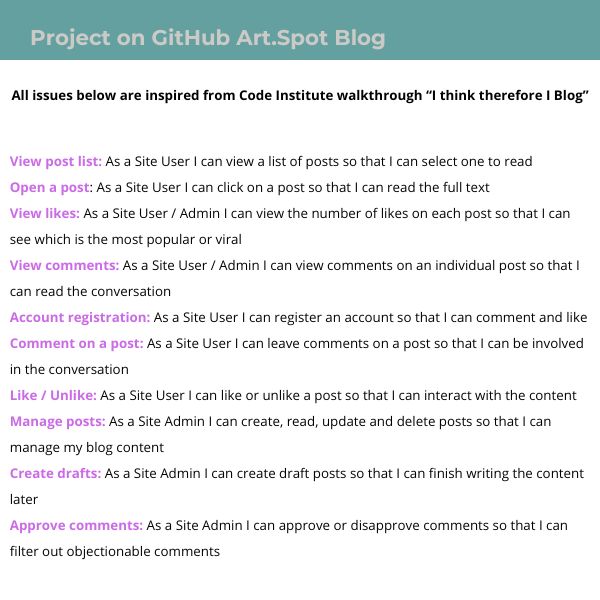 Project on GitHub Art.Spot Blog
All issues below are inspired from Code Institute walkthrough “I think therefore I Blog”
View post list: As a Site User I can view a list of posts so that I can select one to read
Open a post: As a Site User I can click on a post so that I can read the full text
View likes: As a Site User / Admin I can view the number of likes on each post so that I can
see which is the most popular or viral
View comments: As a Site User / Admin I can view comments on an individual post so that I
can read the conversation
Account registration: As a Site User I can register an account so that I can comment and like
Comment on a post: As a Site User I can leave comments on a post so that I can be involved
in the conversation
Like / Unlike: As a Site User I can like or unlike a post so that I can interact with the content
Manage posts: As a Site Admin I can create, read, update and delete posts so that I can
manage my blog content
Create drafts: As a Site Admin I can create draft posts so that I can finish writing the content
later
Approve comments: As a Site Admin I can approve or disapprove comments so that I can
filter out objectionable comments